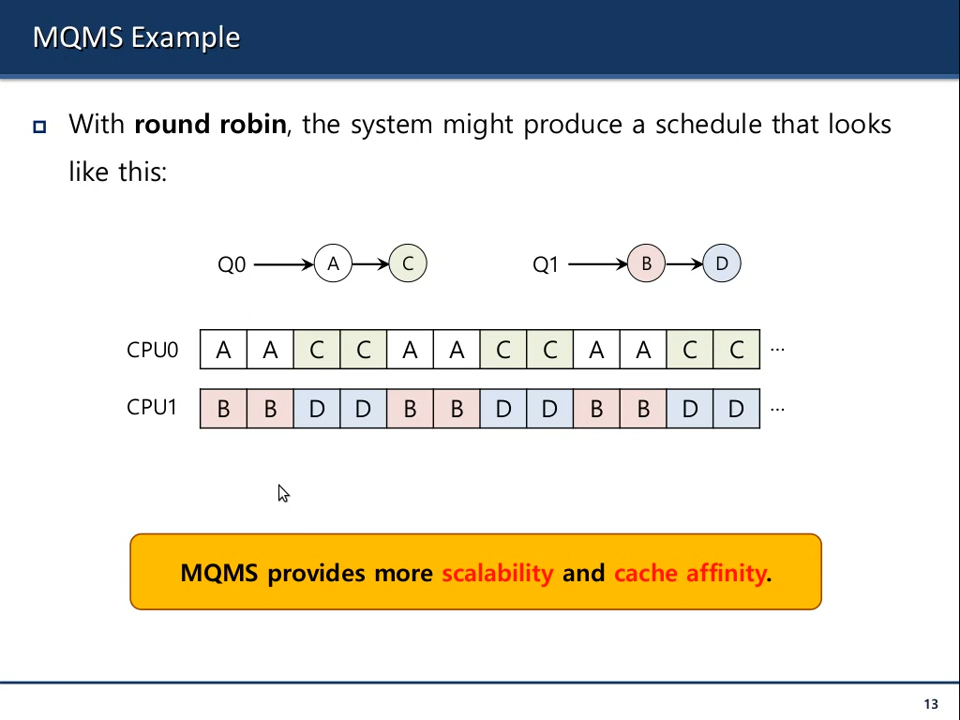 MQMS Example
With round robin, the system might produce a schedule that looks
like this:
Q0 A C Q1 B D
CPU0 A A C C A A C C A A C C ...
CPU1 B B D D B B D D B B D D ...
MQMS provides more scalability and cache affinity.
13